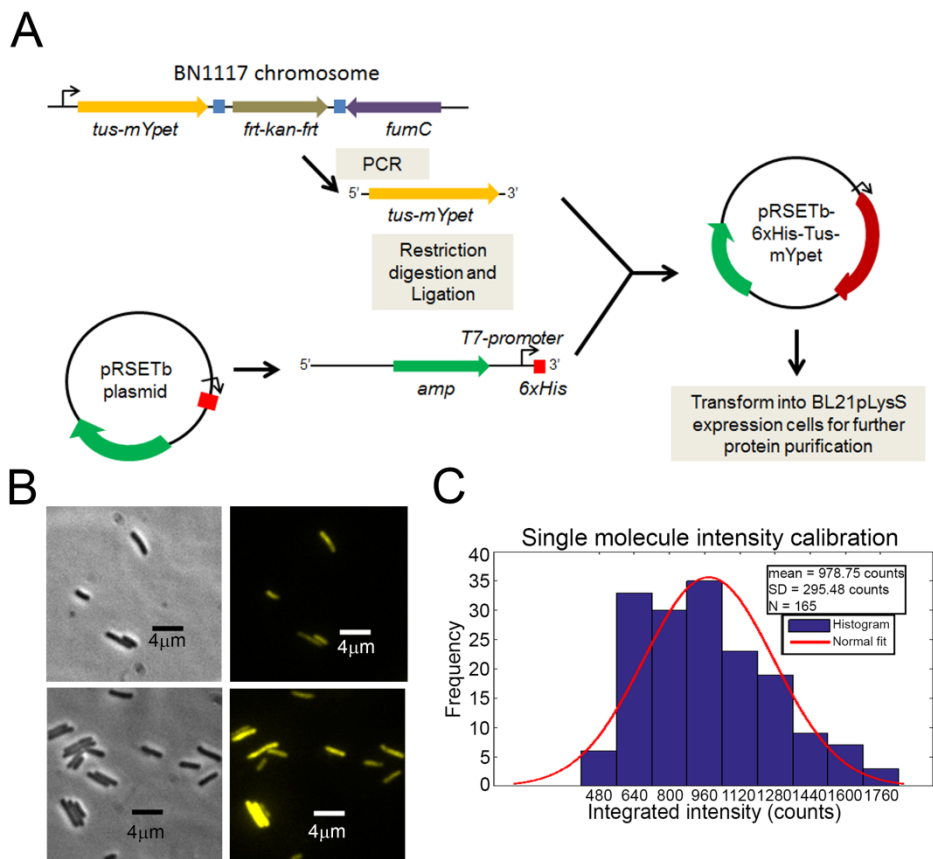 A
BN1117 chromosome
tus-mYpet
frt-kan-frt
fumC
PCR
5'
3'
tus-mYpet
Restriction
digestion and
Ligation
pRSETb
plasmid
5'
T7-promoter
3'
amp
6xHis
pRSETb-
6xHis-Tus-
mYpet
Transform into BL21pLysS
expression cells for further
protein purification
B
4μm
4μm
4μm
4μm
C
Single molecule intensity calibration
40
35
30
25
20
15
10
5
0
Frequency
mean = 978.75 counts
SD = 295.48 counts
N = 165
Histogram
Normal fit
480 640 800 960 1120 1280 1440 1600 1760
Integrated intensity (counts)